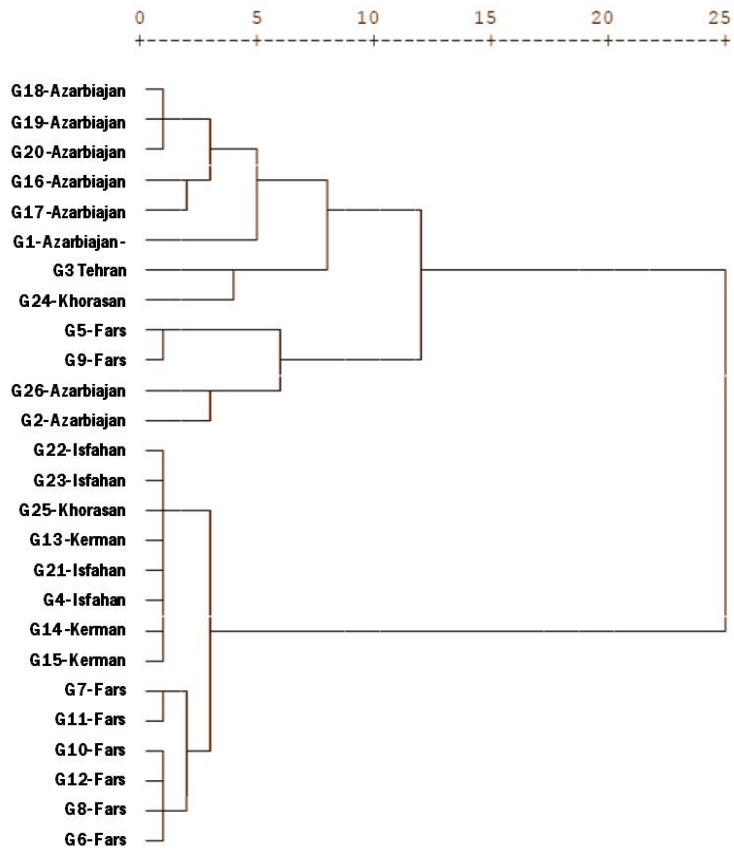 0 5 10 15 20 25
G18-Azarbiajan
G19-Azarbiajan
G20-Azarbiajan
G16-Azarbiajan
G17-Azarbiajan
G1-Azarbiajan-
G3 Tehran
G24-Khorasan
G5-Fars
G9-Fars
G26-Azarbiajan
G2-Azarbiajan
G22-Isfahan
G23-Isfahan
G25-Khorasan
G13-Kerman
G21-Isfahan
G4-Isfahan
G14-Kerman
G15-Kerman
G7-Fars
G11-Fars
G10-Fars
G12-Fars
G8-Fars
G6-Fars